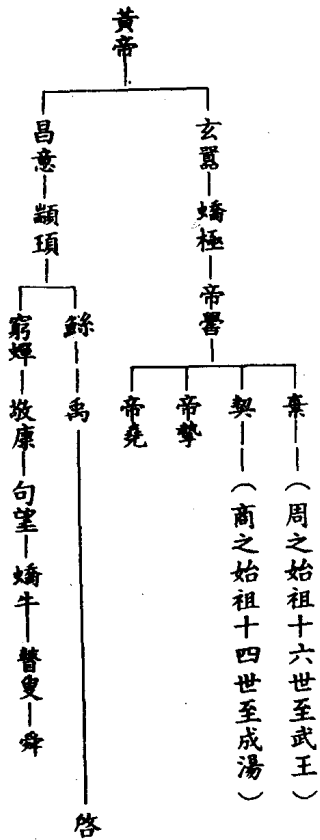 黃帝
玄囂
蟜極
帝嚳
棄
（周之始祖十六世至武王）
契
（商之始祖十四世至成湯）
帝摯
帝堯
昌意
顓頊
鯀
禹
啓
窮蟬
敬康
句望
蟜牛
瞽叟
舜